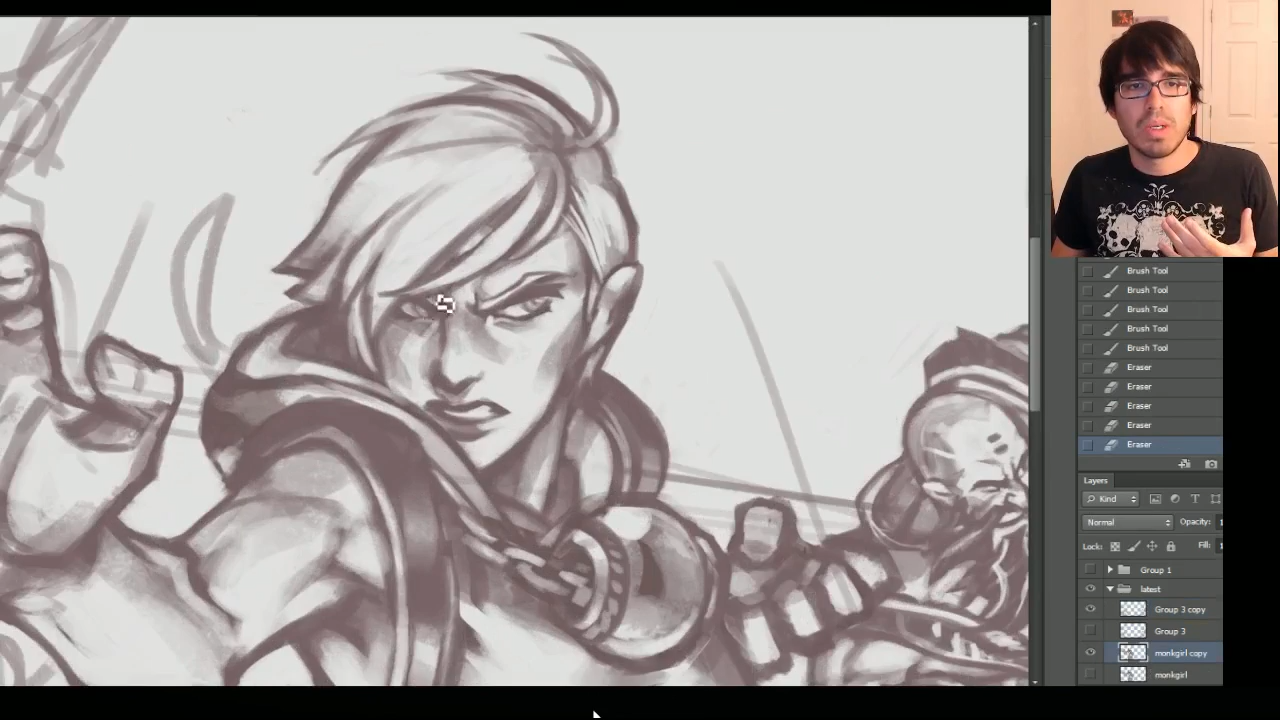 Brush Tool
Brush Tool
Brush Tool
Brush Tool
Brush Tool
Eraser
Eraser
Eraser
Eraser
Eraser
Layers
Kind
Normal
Opacity:
Lock:
Fill:
Group 1
latest
Group 3 copy
Group 3
monkgirl copy
monkgirl